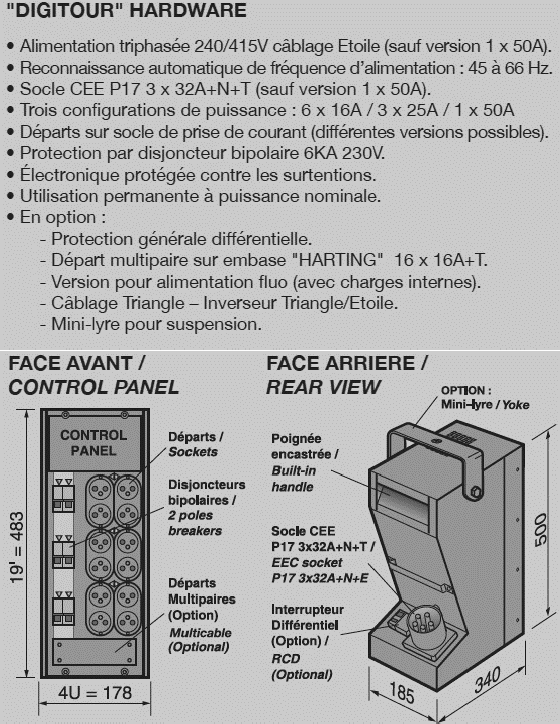 "DIGITOUR" HARDWARE
• Alimentation triphasée 240/415V câblage Etoile (sauf version 1 x 50A).
• Reconnaissance automatique de fréquence d'alimentation : 45 à 66 Hz.
• Socle CEE P17 3 x 32A+N+T (sauf version 1 x 50A).
• Trois configurations de puissance : 6 x 16A / 3 x 25A / 1 x 50A
• Départs sur socle de prise de courant (différentes versions possibles).
• Protection par disjoncteur bipolaire 6KA 230V.
• Électronique protégée contre les surtentions.
• Utilisation permanente à puissance nominale.
• En option :
- Protection générale différentielle.
- Départ multipaire sur embase "HARTING" 16 x 16A+T.
- Version pour alimentation fluo (avec charges internes).
- Câblage Triangle – Inverseur Triangle/Etoile.
- Mini-lyre pour suspension.
FACE AVANT /
CONTROL PANEL
CONTROL
PANEL
Départs /
Sockets
Disjoncteurs
bipolaires /
2 poles
breakers
Départs
Multipaires
(Option)
Multicable
(Optional)
19' = 483
4U = 178
FACE ARRIERE /
REAR VIEW
OPTION :
Mini–lyre / Yoke
Poignée
encastrée /
Built-in
handle
Socle CEE
P17 3x32A+N+T /
EEC socket
P17 3x32A+N+E
Interrupteur
Différentiel
(Option) /
RCD
(Optional)
500
185
340